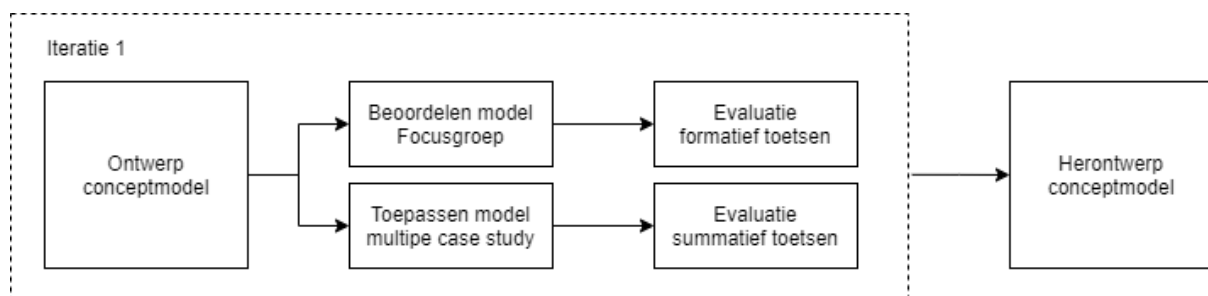 Iteratie 1
Ontwerp
conceptmodel
Beoordelen model
Focusgroep
Evaluatie
formatief toetsen
Toepassen model
multipe case study
Evaluatie
summatief toetsen
Herontwerp
conceptmodel